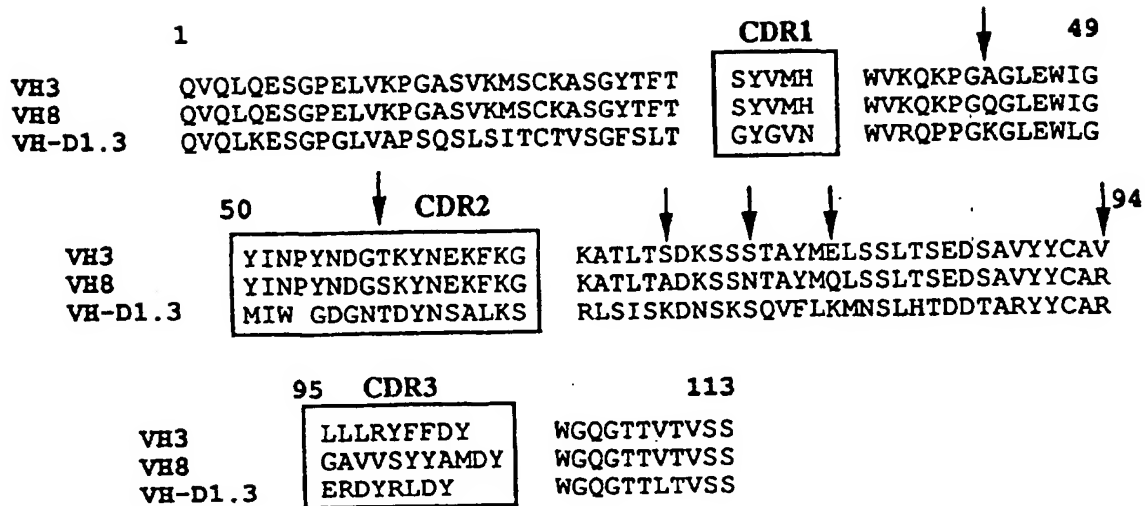 1 CDR1 49
VH3 QVQLQESGPELVKPGASVKMSCKASGYTFT SYVMH WVKQKPGAGLEWIG
VH8 QVQLQESGPELVKPGASVKMSCKASGYTFT SYVMH WVKQKPGQGLEWIG
VH-D1.3 QVQLKESGPGLVAPSQSLSITCTVSGFSLT GYGVN WVRQPPGKGLEWLG
50 CDR2 94
VH3 YINPYNDGTKYNEKFKG KATLTSDKSSSTAYMELSSLTSEDSAVYYCAV
VH8 YINPYNDGSKYNEKFKG KATLTADKSSNTAYMQLSSLTSEDSAVYYCAR
VH-D1.3 MIW GDGNTDYNSALKS RLSISKDNSKSQVFLKMNSLHTDDTARYYCAR
95 CDR3 113
VH3 LLLRYFFDY WGQGTTVTVSS
VH8 GAVVSYYAMDY WGQGTTVTVSS
VH-D1.3 ERDYRLDY WGQGTTLTVSS